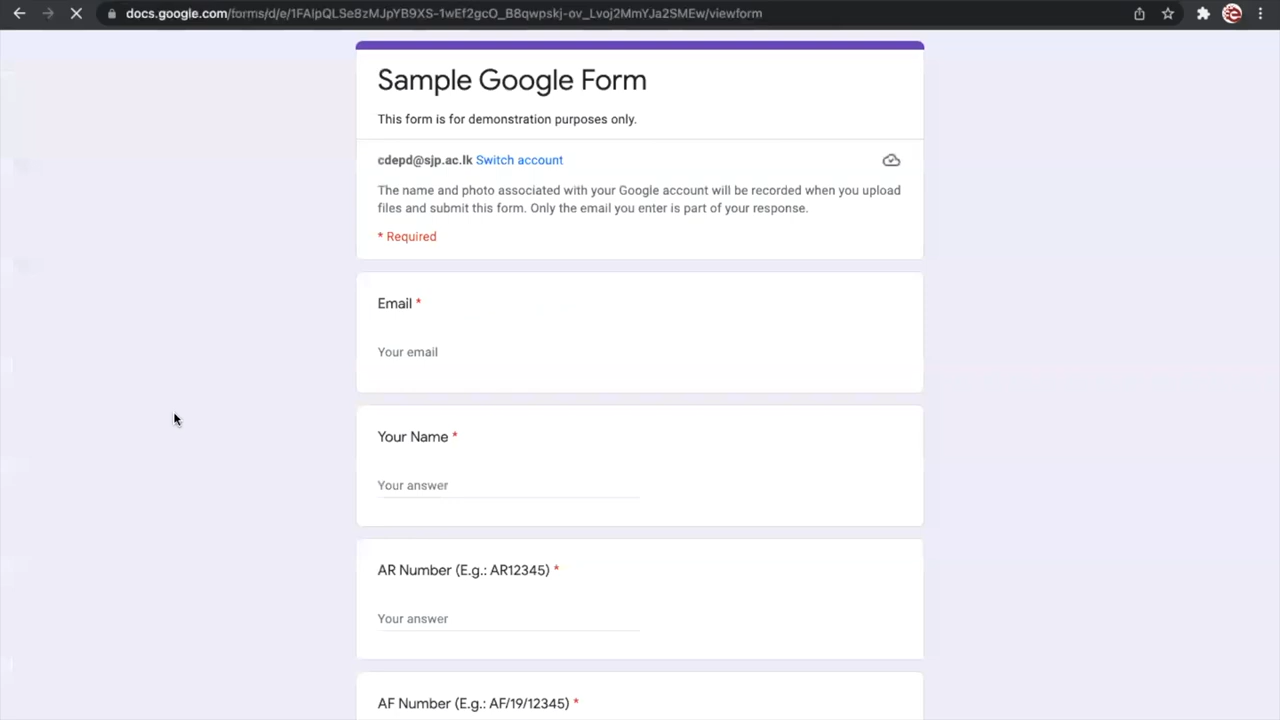 docs.google.com/forms/d/e/1FAIpQLSe8zMJpYB9XS-1wEf2gcO_B8qwpskj-ov_Lvoj2MmYJa2SMEw/viewform
Sample Google Form
This form is for demonstration purposes only.
cdepd@sjp.ac.lk Switch account
The name and photo associated with your Google account will be recorded when you upload
files and submit this form. Only the email you enter is part of your response.
* Required
Email *
Your email
Your Name *
Your answer
AR Number (E.g.: AR12345) *
Your answer
AF Number (E.g.: AF/19/12345) *